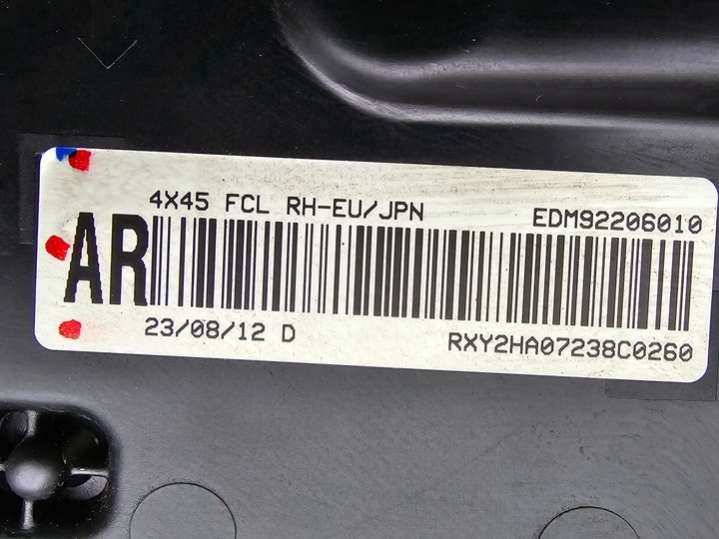 4X45 FCL RH-EU/JPN EDM92206010
AR
23/08/12 D RXY2HA07238C0260